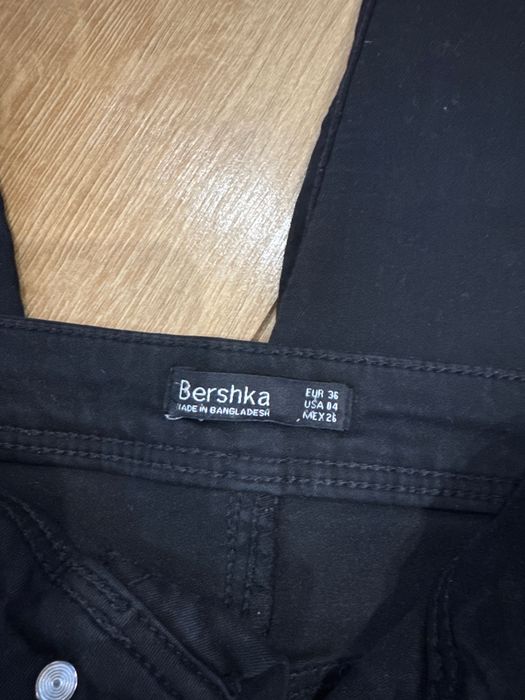 Bershka
MADE IN BANGLADESH
EUR 36
USA 04
MEX 26